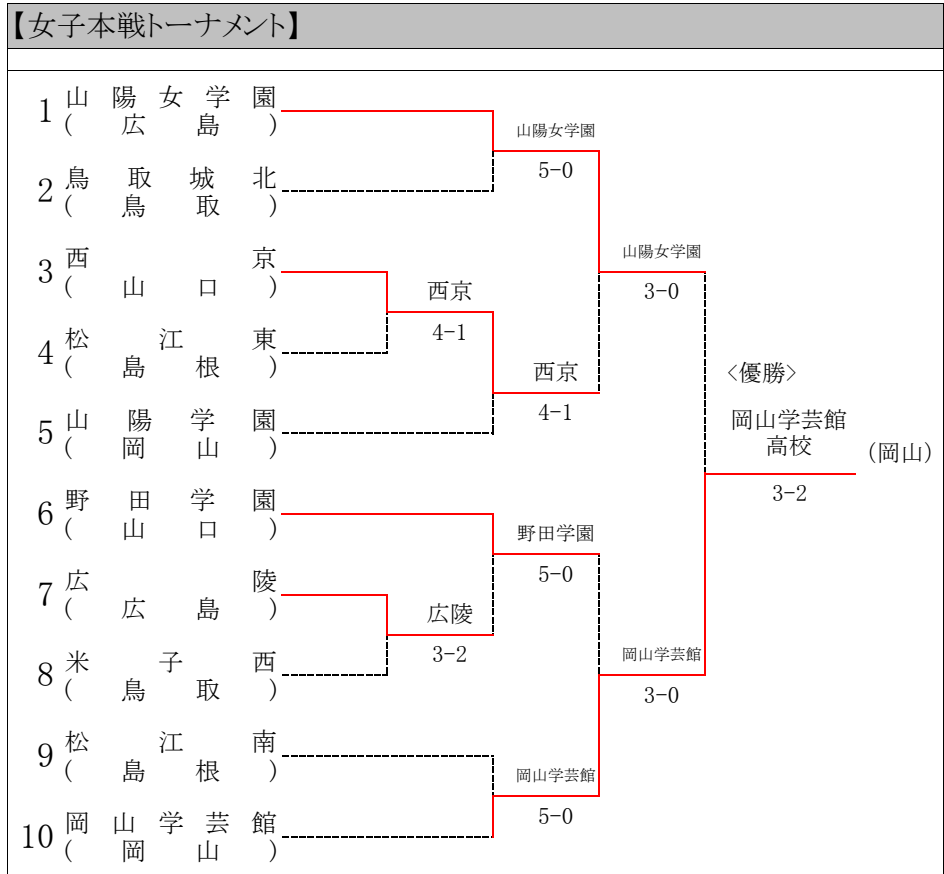 【女子本戦トーナメント】
1 山陽女学園
(広島)
山陽女学園
5-0
2 鳥取城北
(鳥取)
山陽女学園
3-0
3 西京
(山口)
西京
4-1
4 松江東
(島根)
西京
4-1
5 山陽学園
(岡山)
<優勝>
岡山学芸館
高校
(岡山)
3-2
6 野田学園
(山口)
野田学園
5-0
7 広陵
(広島)
広陵
3-2
8 米子西
(鳥取)
岡山学芸館
3-0
9 松江南
(島根)
岡山学芸館
5-0
10 岡山学芸館
(岡山)